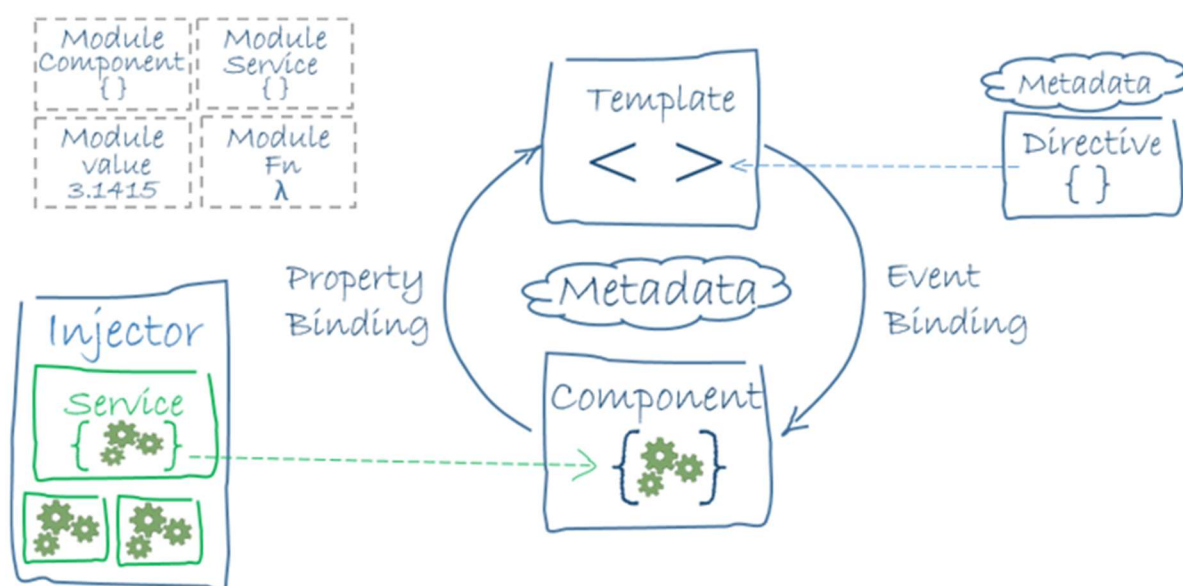 Module
Component
{ }
Module
Service
{ }
Module
value
3.1415
Module
Fn
λ
Template
< >
Metadata
Directive
{ }
Property
Binding
Metadata
Event
Binding
Injector
Service
{ }
Component
{ }